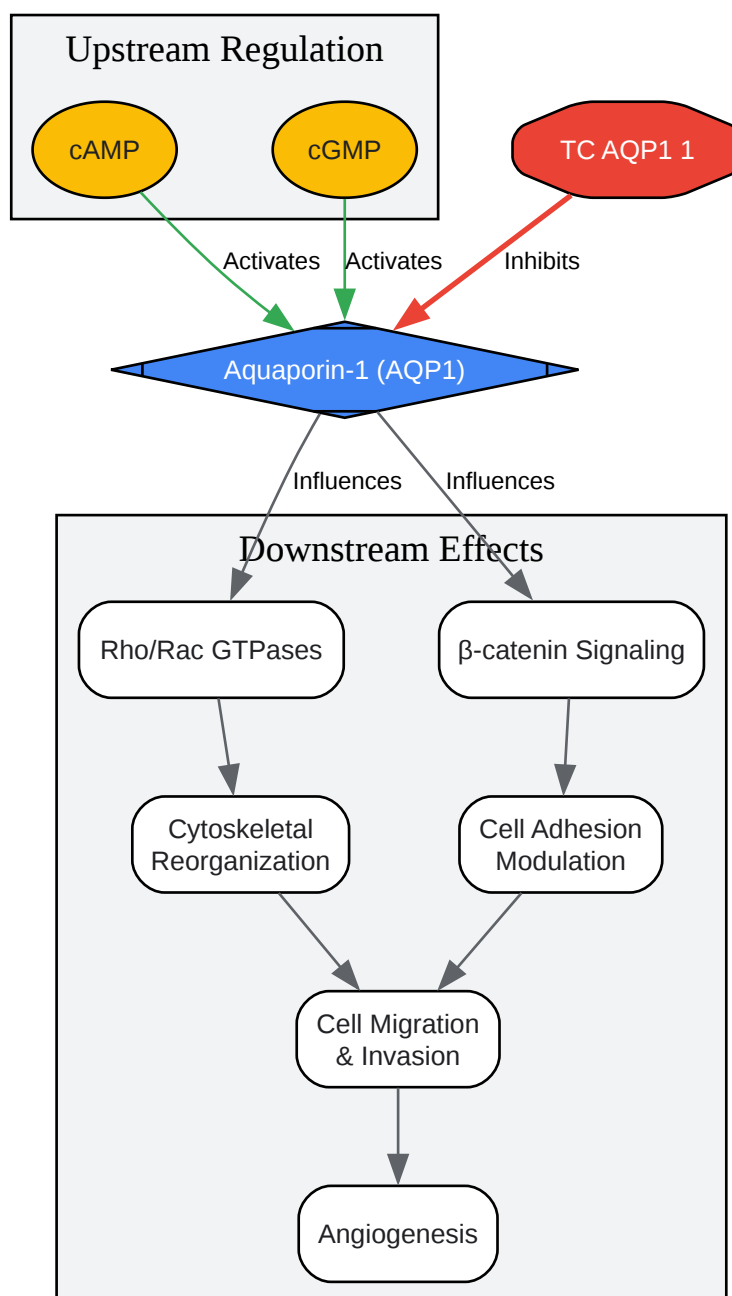 Upstream Regulation
cAMP
cGMP
TC AQP1 1
Activates
Activates
Inhibits
Aquaporin-1 (AQP1)
Influences
Influences
Downstream Effects
Rho/Rac GTPases
β-catenin Signaling
Cytoskeletal
Reorganization
Cell Adhesion
Modulation
Cell Migration
& Invasion
Angiogenesis